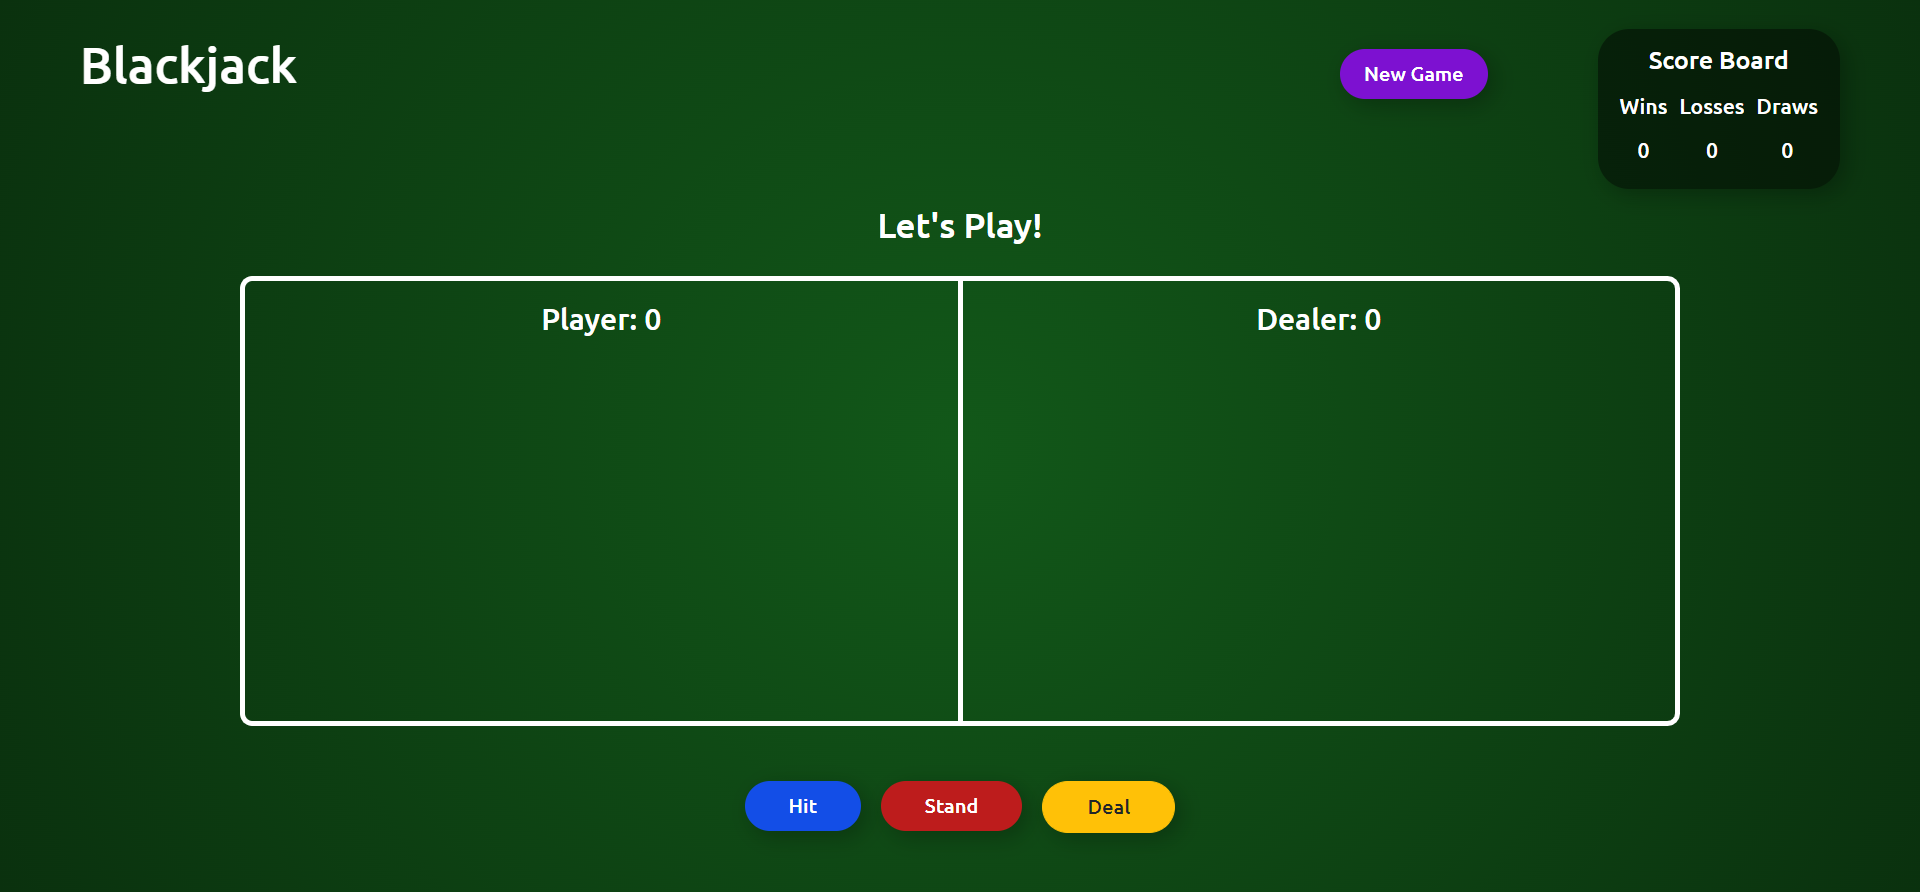 Blackjack
New Game
Score Board
Wins Losses Draws
0 0 0
Let's Play!
Player: 0
Dealer: 0
Hit
Stand
Deal